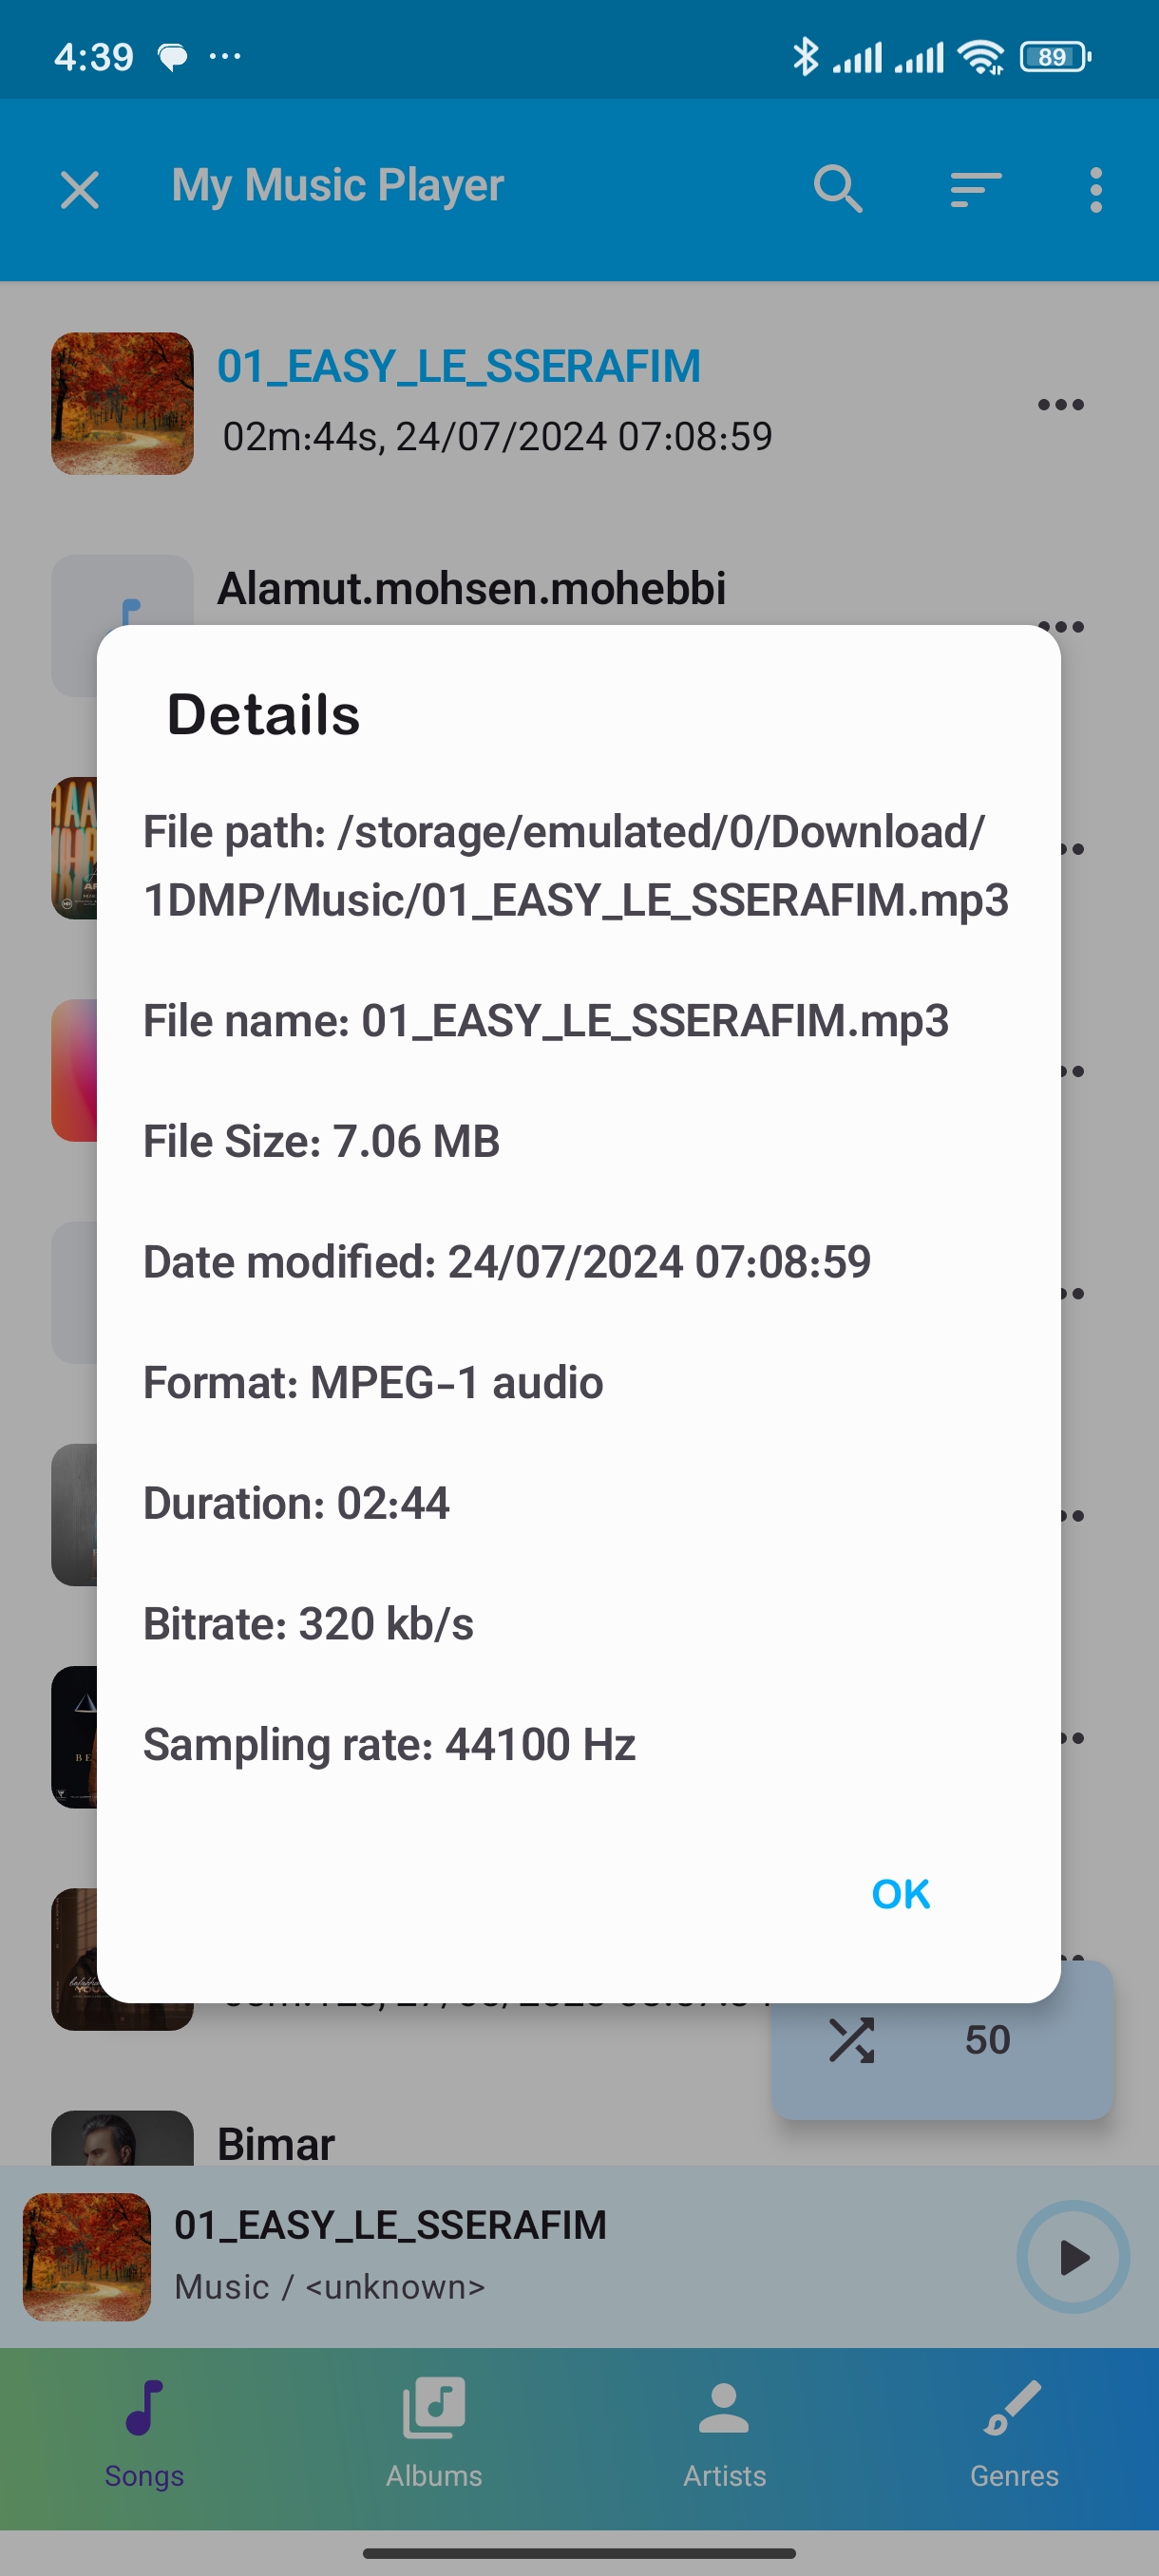 4:39
89
My Music Player
01_EASY_LE_SSERAFIM
02m:44s, 24/07/2024 07:08:59
Alamut.mohsen.mohebbi
Details
File path: /storage/emulated/0/Download/
1DMP/Music/01_EASY_LE_SSERAFIM.mp3
File name: 01_EASY_LE_SSERAFIM.mp3
File Size: 7.06 MB
Date modified: 24/07/2024 07:08:59
Format: MPEG-1 audio
Duration: 02:44
Bitrate: 320 kb/s
Sampling rate: 44100 Hz
OK
50
Bimar
01_EASY_LE_SSERAFIM
Music / <unknown>
Songs
Albums
Artists
Genres